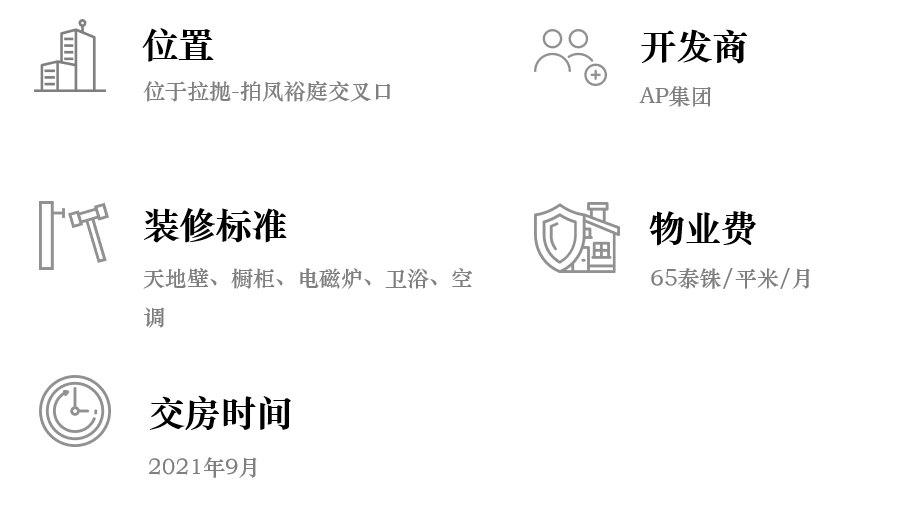 位置
位于拉抛-拍凤裕庭交叉口
开发商
AP集团
装修标准
天地壁、橱柜、电磁炉、卫浴、空
调
物业费
65泰铢/平米/月
交房时间
2021年9月